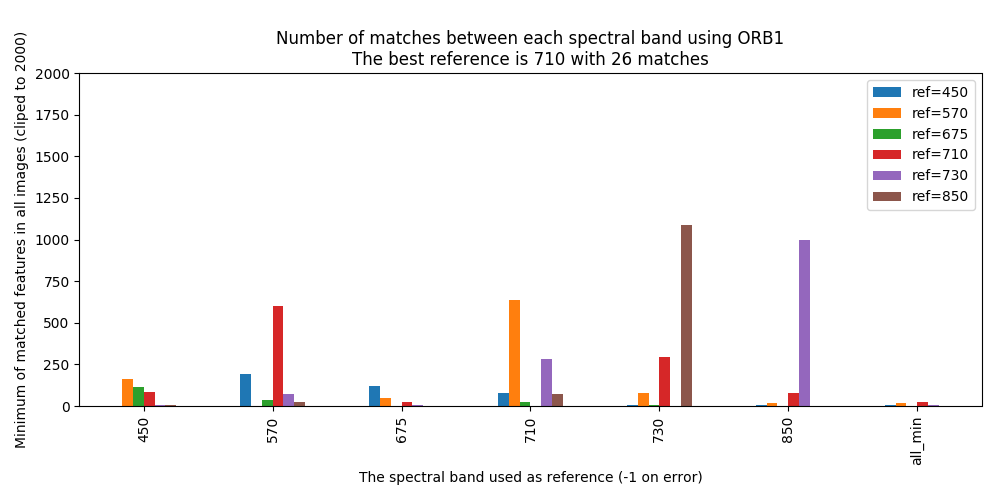 Number of matches between each spectral band using ORB1
The best reference is 710 with 26 matches
Minimum of matched features in all images (cliped to 2000)
2000
1750
1500
1250
1000
750
500
250
0
ref=450
ref=570
ref=675
ref=710
ref=730
ref=850
450
570
675
710
730
850
all_min
The spectral band used as reference (-1 on error)